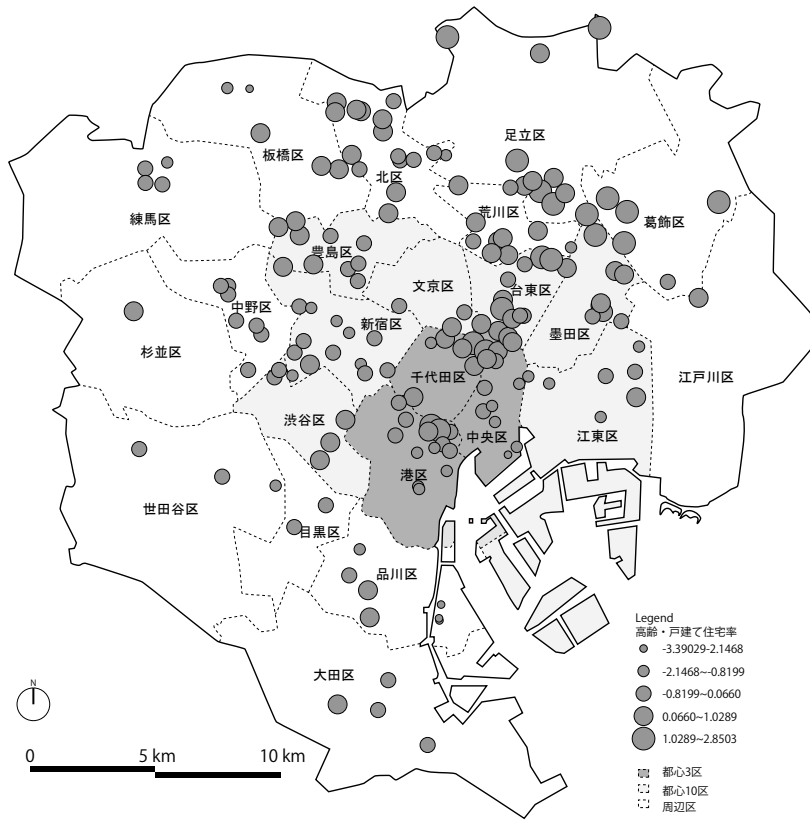 足立区
板橋区
北区
練馬区
荒川区
葛飾区
豊島区
文京区
台東区
中野区
新宿区
墨田区
杉並区
千代田区
江戸川区
渋谷区
中央区
江東区
港区
世田谷区
目黒区
品川区
大田区
N
0 5 km 10 km
Legend
高齢・戸建て住宅率
-3.39029-2.1468
-2.1468~-0.8199
-0.8199~0.0660
0.0660~1.0289
1.0289~2.8503
都心3区
都心10区
周辺区